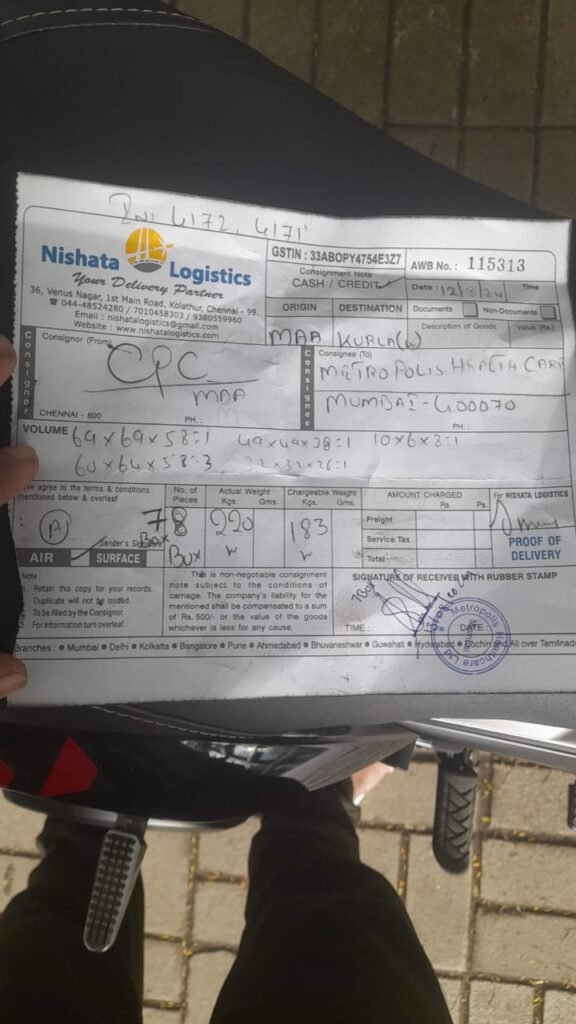 4172, 4171
Nishata Logistics
Your Delivery Partner
36, Venus Nagar, 1st Main Road, Kolathur, Chennai - 99.
☎ 044-48524280 / 7010458303 / 9380559960
Email : nishatalogistics@gmail.com
Website : www.nishatalogistics.com
GSTIN : 33ABOPY4754E3Z7
Consignment Note
CASH / CREDIT
AWB No. : 115313
Date : 12/8/24 Time
ORIGIN DESTINATION
MAA KURLA(W)
Documents Non-Documents
Description of Goods Value (Rs.)
Consignor
Consignor (From)
CPC
MAA
CHENNAI - 600 PH. :
Consignee
Consignee (To)
METROPOLIS HEALTH CARE
MUMBAI-400070
PH. :
VOLUME 69x69x58:1 49x49x38:1 10x6x8:1
60x64x58:3 32x32x26:1
We agree to the terms & conditions
mentioned below & overleaf
(A)
Sender's Signature
AIR SURFACE
No. of Pieces
78
Box
Box
Actual Weight
Kgs. Gms.
220
Chargeable Weight
Kgs. Gms.
183
AMOUNT CHARGED
Rs. Ps.
Freight
Service Tax
Total
For NISHATA LOGISTICS
PROOF OF
DELIVERY
Note
1. Retain this copy for your records.
Duplicate will not be issued.
To be filled by the Consignor.
3. For information turn overleaf.
This is non-negotiable consignment
note subject to the conditions of
carriage. The company's liability for the
mentioned shall be compensated to a sum
of Rs. 500/- or the value of the goods
whichever is less for any cause.
SIGNATURE OF RECEIVER WITH RUBBER STAMP
7Box
TIME : DATE
Metropolis Healthcare Ltd
Mumbai
Branches : ● Mumbai ● Delhi ● Kolkatta ● Bangalore ● Pune ● Ahmedabad ● Bhuvaneshwar ● Guwahati ● Hyderabad ● Cochin and All over Tamilnadu